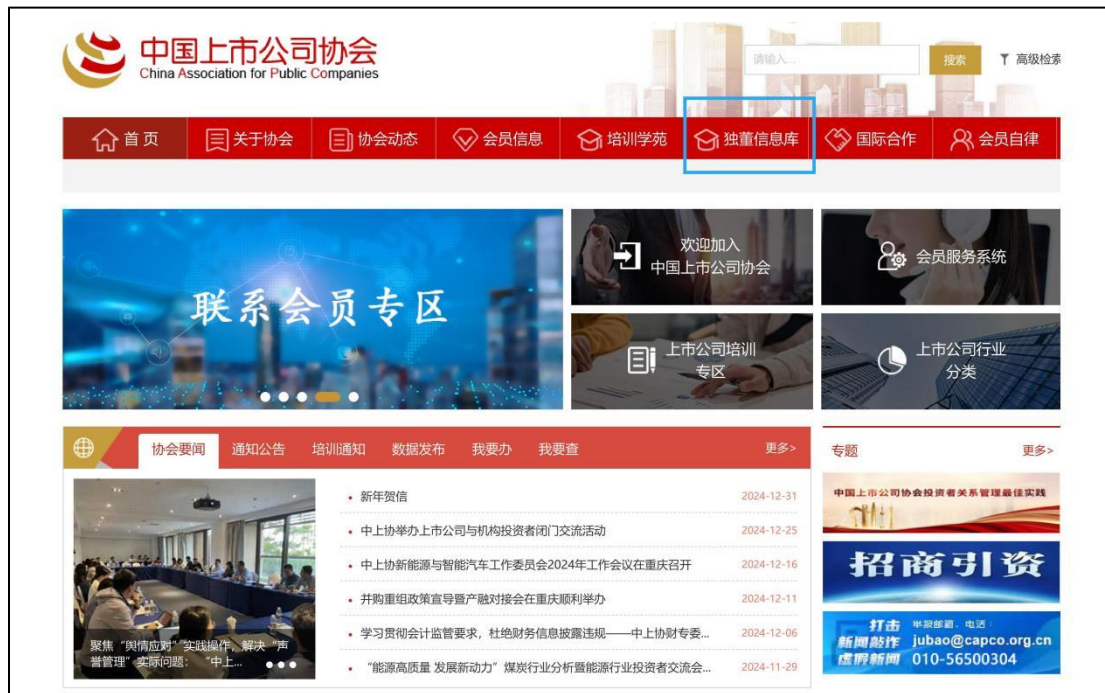 中国上市公司协会
China Association for Public Companies
请输入...
搜索
高级检索
首页
关于协会
协会动态
会员信息
培训学苑
独董信息库
国际合作
会员自律
联系会员专区
欢迎加入
中国上市公司协会
会员服务系统
上市公司培训
专区
上市公司行业
分类
协会要闻
通知公告
培训通知
数据发布
我要办
我要查
更多>
聚焦“舆情应对”实践操作，解决“声
誉管理”实际问题：“中上...
新年贺信 2024-12-31
中上协举办上市公司与机构投资者闭门交流活动 2024-12-25
中上协新能源与智能汽车工作委员会2024年工作会议在重庆召开 2024-12-16
并购重组政策宣导暨产融对接会在重庆顺利举办 2024-12-11
学习贯彻会计监管要求，杜绝财务信息披露违规——中上协财专委... 2024-12-06
“能源高质量 发展新动力”煤炭行业分析暨能源行业投资者交流会... 2024-11-29
专题
更多>
中国上市公司协会投资者关系管理最佳实践
招商引资
打击
新闻敲诈
虚假新闻
举报邮箱、电话：
jubao@capco.org.cn
010-56500304